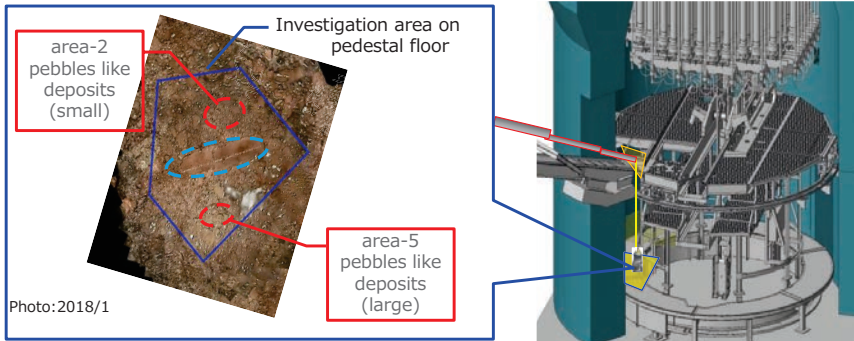 Investigation area on
pedestal floor
area-2
pebbles like
deposits
(small)
area-5
pebbles like
deposits
(large)
Photo:2018/1